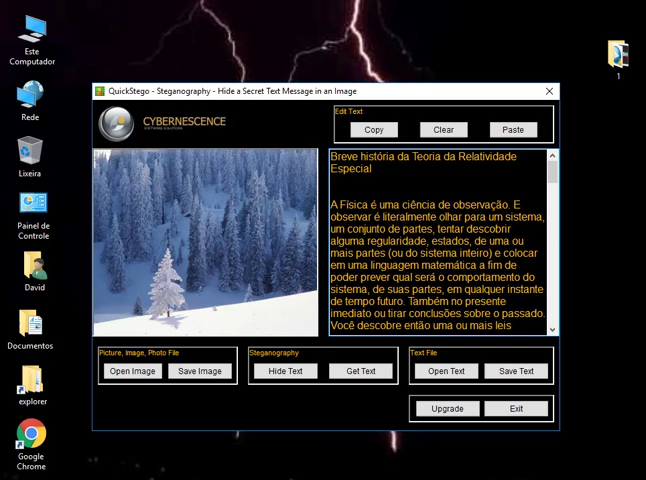 Este
Computador
Rede
Lixeira
Painel de
Controle
David
Documentos
explorer
Google
Chrome
1
QuickStego - Steganography - Hide a Secret Text Message in an Image
CYBERNESCENCE
SOFTWARE SOLUTIONS
Edit Text
Copy
Clear
Paste
Breve história da Teoria da Relatividade
Especial
A Física é uma ciência de observação. E
observar é literalmente olhar para um sistema,
um conjunto de partes, tentar descobrir
alguma regularidade, estados, de uma ou
mais partes (ou do sistema inteiro) e colocar
em uma linguagem matemática a fim de
poder prever qual será o comportamento do
sistema, de suas partes, em qualquer instante
de tempo futuro. Também no presente
imediato ou tirar conclusões sobre o passado.
Você descobre então uma ou mais leis
Picture, Image, Photo File
Open Image
Save Image
Steganography
Hide Text
Get Text
Text File
Open Text
Save Text
Upgrade
Exit